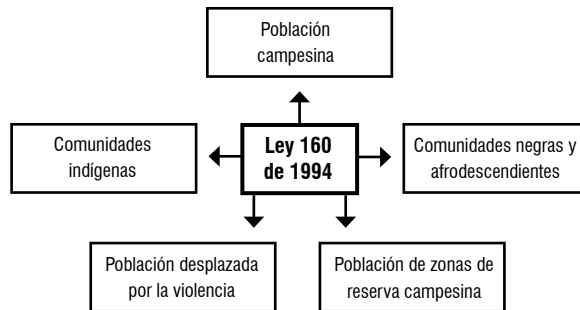 Población
campesina
Comunidades
indígenas
Ley 160
de 1994
Comunidades negras y
afrodescendientes
Población desplazada
por la violencia
Población de zonas de
reserva campesina